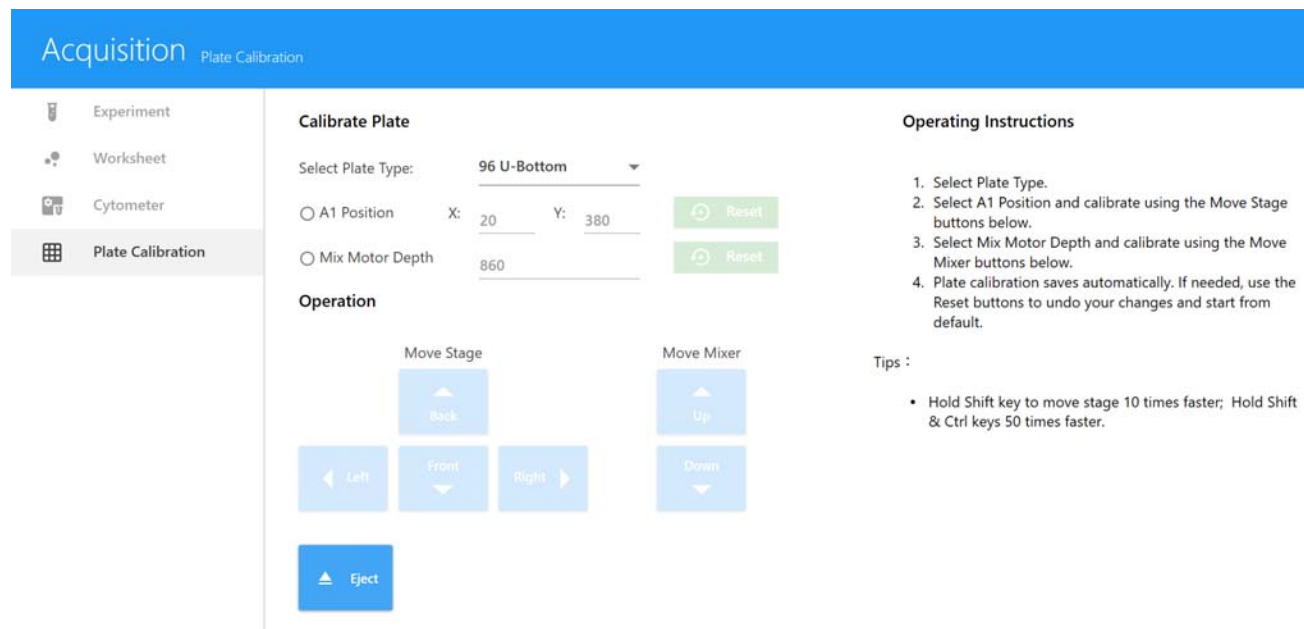 Acquisition Plate Calibration
Experiment
Worksheet
Cytometer
Plate Calibration
Calibrate Plate
Select Plate Type: 96 U-Bottom
A1 Position X: 20 Y: 380 Reset
Mix Motor Depth 860 Reset
Operation
Move Stage Move Mixer
Back Up
Left Front Right Down
Eject
Operating Instructions
1. Select Plate Type.
2. Select A1 Position and calibrate using the Move Stage
buttons below.
3. Select Mix Motor Depth and calibrate using the Move
Mixer buttons below.
4. Plate calibration saves automatically. If needed, use the
Reset buttons to undo your changes and start from
default.
Tips：
• Hold Shift key to move stage 10 times faster; Hold Shift
& Ctrl keys 50 times faster.